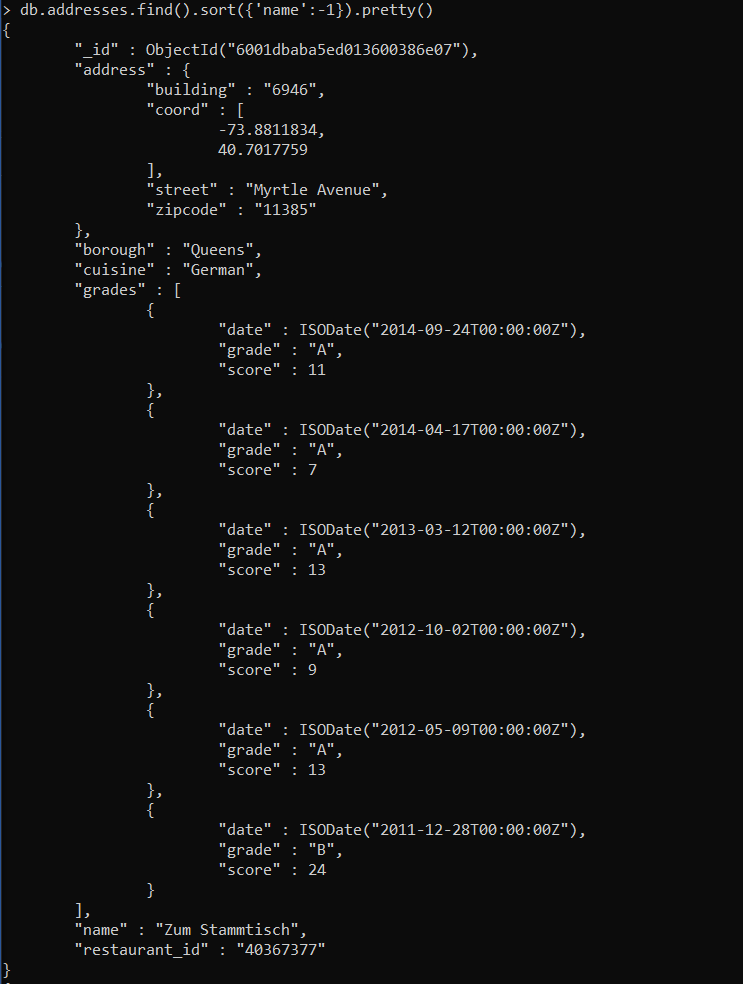 > db.addresses.find().sort({'name':-1}).pretty()
{
        "_id" : ObjectId("6001dbaba5ed013600386e07"),
        "address" : {
                "building" : "6946",
                "coord" : [
                        -73.8811834,
                        40.7017759
                ],
                "street" : "Myrtle Avenue",
                "zipcode" : "11385"
        },
        "borough" : "Queens",
        "cuisine" : "German",
        "grades" : [
                {
                        "date" : ISODate("2014-09-24T00:00:00Z"),
                        "grade" : "A",
                        "score" : 11
                },
                {
                        "date" : ISODate("2014-04-17T00:00:00Z"),
                        "grade" : "A",
                        "score" : 7
                },
                {
                        "date" : ISODate("2013-03-12T00:00:00Z"),
                        "grade" : "A",
                        "score" : 13
                },
                {
                        "date" : ISODate("2012-10-02T00:00:00Z"),
                        "grade" : "A",
                        "score" : 9
                },
                {
                        "date" : ISODate("2012-05-09T00:00:00Z"),
                        "grade" : "A",
                        "score" : 13
                },
                {
                        "date" : ISODate("2011-12-28T00:00:00Z"),
                        "grade" : "B",
                        "score" : 24
                }
        ],
        "name" : "Zum Stammtisch",
        "restaurant_id" : "40367377"
}